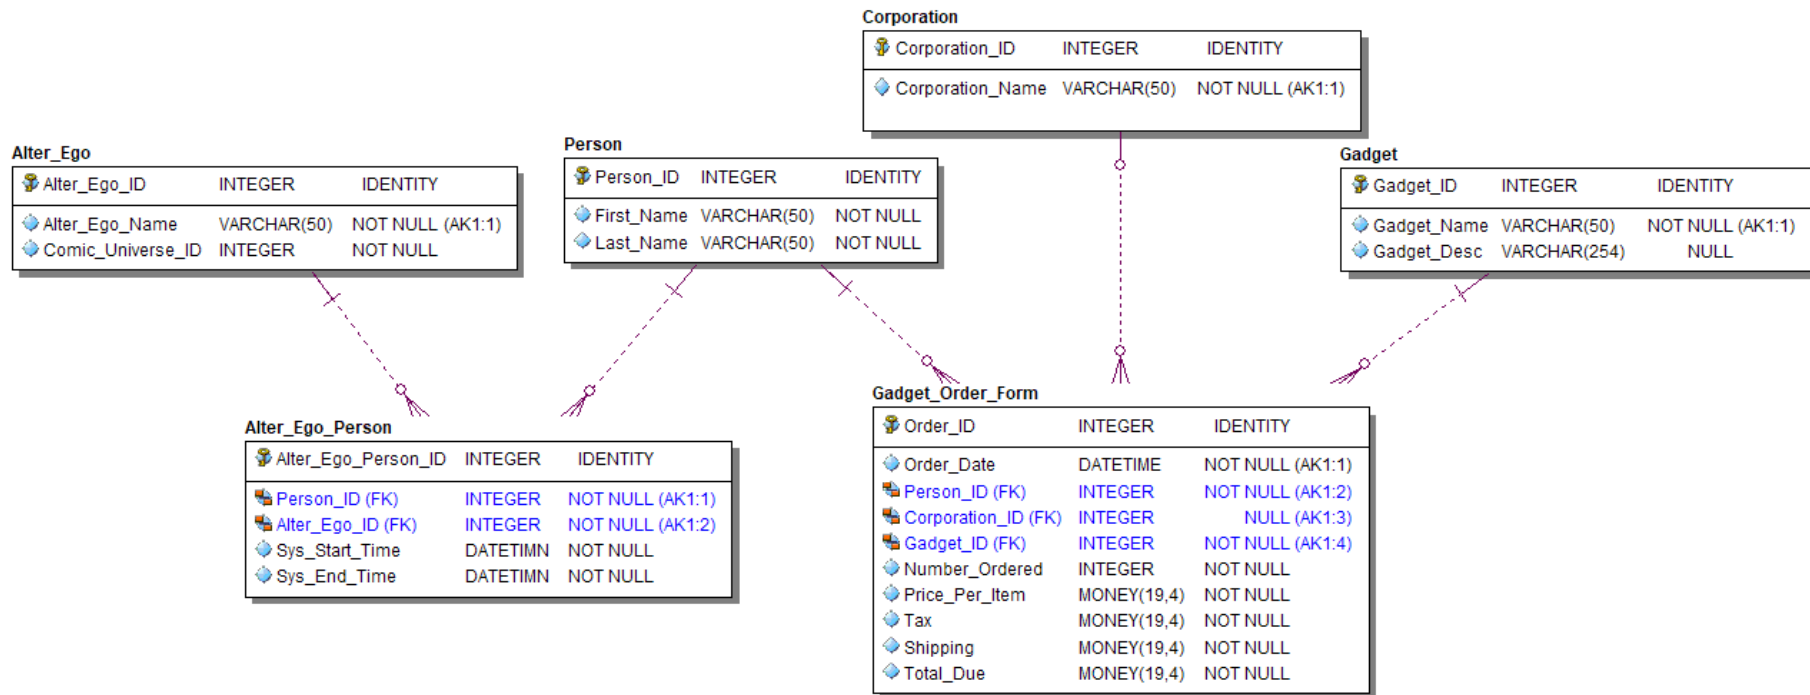 Corporation
Corporation_ID INTEGER IDENTITY
Corporation_Name VARCHAR(50) NOT NULL (AK1:1)
Alter_Ego
Alter_Ego_ID INTEGER IDENTITY
Alter_Ego_Name VARCHAR(50) NOT NULL (AK1:1)
Comic_Universe_ID INTEGER NOT NULL
Person
Person_ID INTEGER IDENTITY
First_Name VARCHAR(50) NOT NULL
Last_Name VARCHAR(50) NOT NULL
Gadget
Gadget_ID INTEGER IDENTITY
Gadget_Name VARCHAR(50) NOT NULL (AK1:1)
Gadget_Desc VARCHAR(254) NULL
Alter_Ego_Person
Alter_Ego_Person_ID INTEGER IDENTITY
Person_ID (FK) INTEGER NOT NULL (AK1:1)
Alter_Ego_ID (FK) INTEGER NOT NULL (AK1:2)
Sys_Start_Time DATETIMN NOT NULL
Sys_End_Time DATETIMN NOT NULL
Gadget_Order_Form
Order_ID INTEGER IDENTITY
Order_Date DATETIME NOT NULL (AK1:1)
Person_ID (FK) INTEGER NOT NULL (AK1:2)
Corporation_ID (FK) INTEGER NULL (AK1:3)
Gadget_ID (FK) INTEGER NOT NULL (AK1:4)
Number_Ordered INTEGER NOT NULL
Price_Per_Item MONEY(19,4) NOT NULL
Tax MONEY(19,4) NOT NULL
Shipping MONEY(19,4) NOT NULL
Total_Due MONEY(19,4) NOT NULL